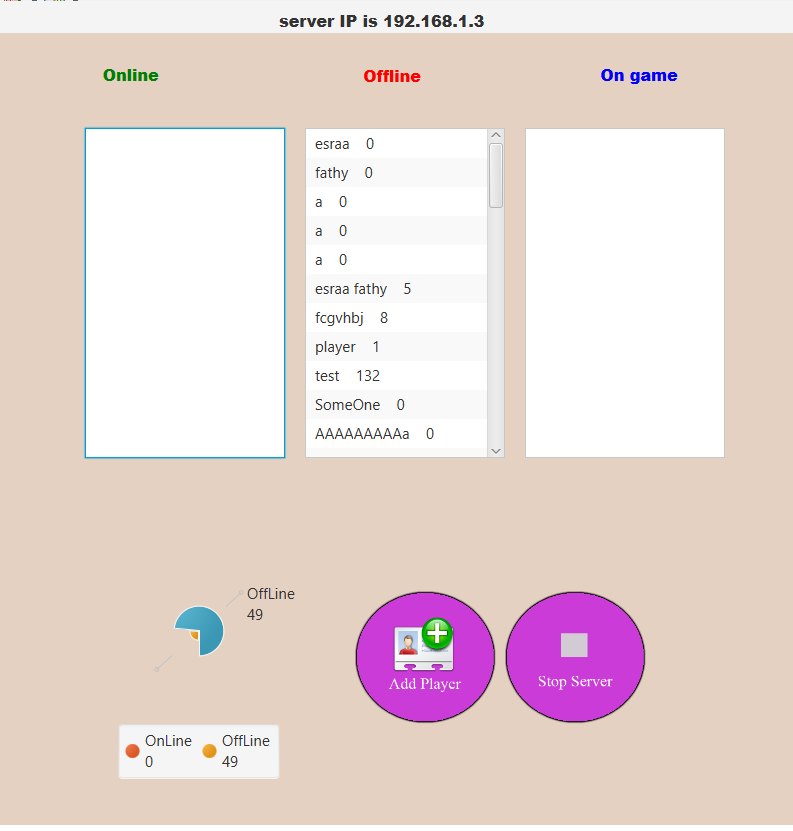 server IP is 192.168.1.3
Online
Offline
On game
esraa 0
fathy 0
a 0
a 0
a 0
esraa fathy 5
fcgvhbj 8
player 1
test 132
SomeOne 0
AAAAAAAAAa 0
OffLine
49
Add Player
Stop Server
OnLine
0
OffLine
49